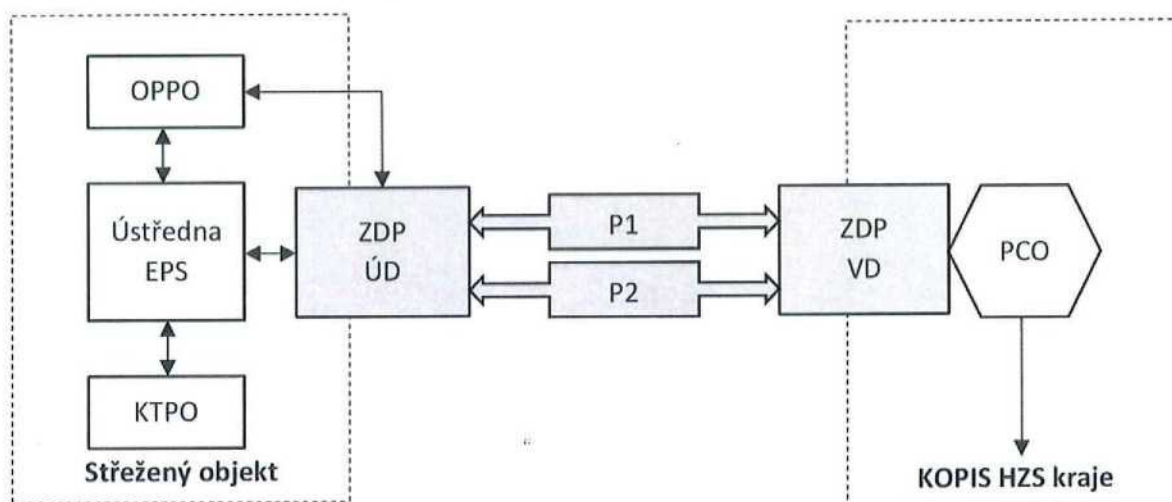 OPPO
Ústředna
EPS
KTPO
Střežený objekt
ZDP
ÚD
P1
P2
ZDP
VD
PCO
KOPIS HZS kraje